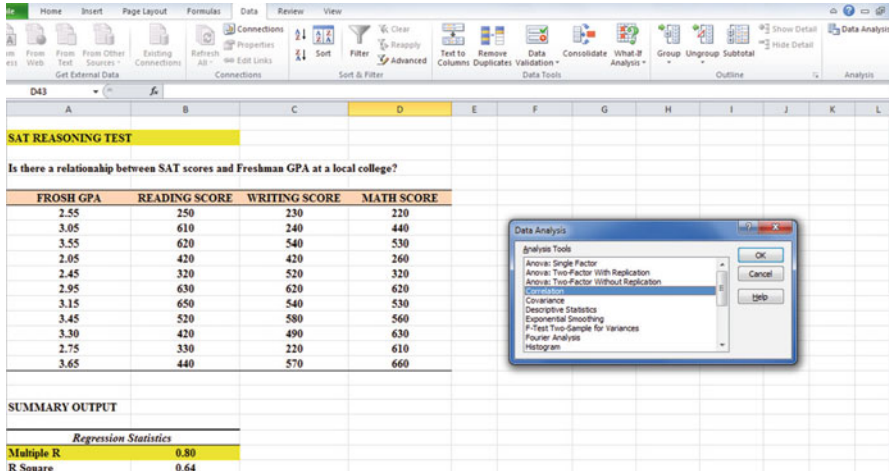 Home Insert Page Layout Formulas Data Review View
From Web From Text From Other Sources Existing Connections Refresh All Connections Properties Edit Links Sort Filter Clear Reapply Advanced Text to Columns Remove Duplicates Data Validation Consolidate What-If Analysis Group Ungroup Subtotal Show Detail Hide Detail Data Analysis
Get External Data Connections Sort & Filter Data Tools Outline Analysis
D43 fx
A B C D E F G H I J K L
SAT REASONING TEST
Is there a relationahip between SAT scores and Freshman GPA at a local college?
FROSH GPA READING SCORE WRITING SCORE MATH SCORE
2.55 250 230 220
3.05 610 240 440
3.55 620 540 530
2.05 420 420 260
2.45 320 520 320
2.95 630 620 620
3.15 650 540 530
3.45 520 580 560
3.30 420 490 630
2.75 330 220 610
3.65 440 570 660
Data Analysis
Analysis Tools
Anova: Single Factor
Anova: Two-Factor With Replication
Anova: Two-Factor Without Replication
Correlation
Covariance
Descriptive Statistics
Exponential Smoothing
F-Test Two-Sample for Variances
Fourier Analysis
Histogram
OK
Cancel
Help
SUMMARY OUTPUT
Regression Statistics
Multiple R 0.80
R Square 0.64